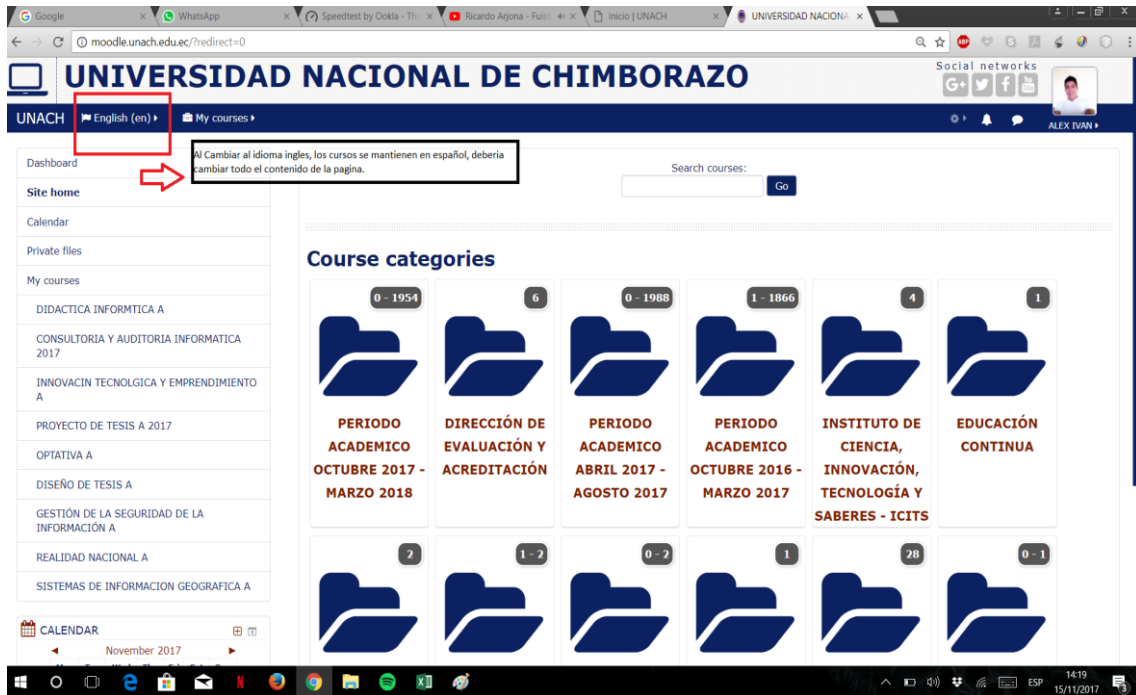 Google
WhatsApp
Speedtest by Ookla - The
Ricardo Arjona - Fuist
Inicio | UNACH
UNIVERSIDAD NACIONA
moodle.unach.edu.ec/?redirect=0
UNIVERSIDAD NACIONAL DE CHIMBORAZO
Social networks
UNACH
English (en)
My courses
ALEX IVAN
Al Cambiar al idioma ingles, los cursos se mantienen en español, deberia
cambiar todo el contenido de la pagina.
Dashboard
Site home
Calendar
Private files
My courses
DIDACTICA INFORMTICA A
CONSULTORIA Y AUDITORIA INFORMATICA
2017
INNOVACIN TECNOLGICA Y EMPRENDIMIENTO
A
PROYECTO DE TESIS A 2017
OPTATIVA A
DISEÑO DE TESIS A
GESTIÓN DE LA SEGURIDAD DE LA
INFORMACIÓN A
REALIDAD NACIONAL A
SISTEMAS DE INFORMACION GEOGRAFICA A
CALENDAR
November 2017
Search courses:
Go
Course categories
0 - 1954
PERIODO
ACADEMICO
OCTUBRE 2017 -
MARZO 2018
6
DIRECCIÓN DE
EVALUACIÓN Y
ACREDITACIÓN
0 - 1988
PERIODO
ACADEMICO
ABRIL 2017 -
AGOSTO 2017
1 - 1866
PERIODO
ACADEMICO
OCTUBRE 2016 -
MARZO 2017
4
INSTITUTO DE
CIENCIA,
INNOVACIÓN,
TECNOLOGÍA Y
SABERES - ICITS
1
EDUCACIÓN
CONTINUA
2
1 - 2
0 - 2
1
28
0 - 1
ESP
14:19
15/11/2017